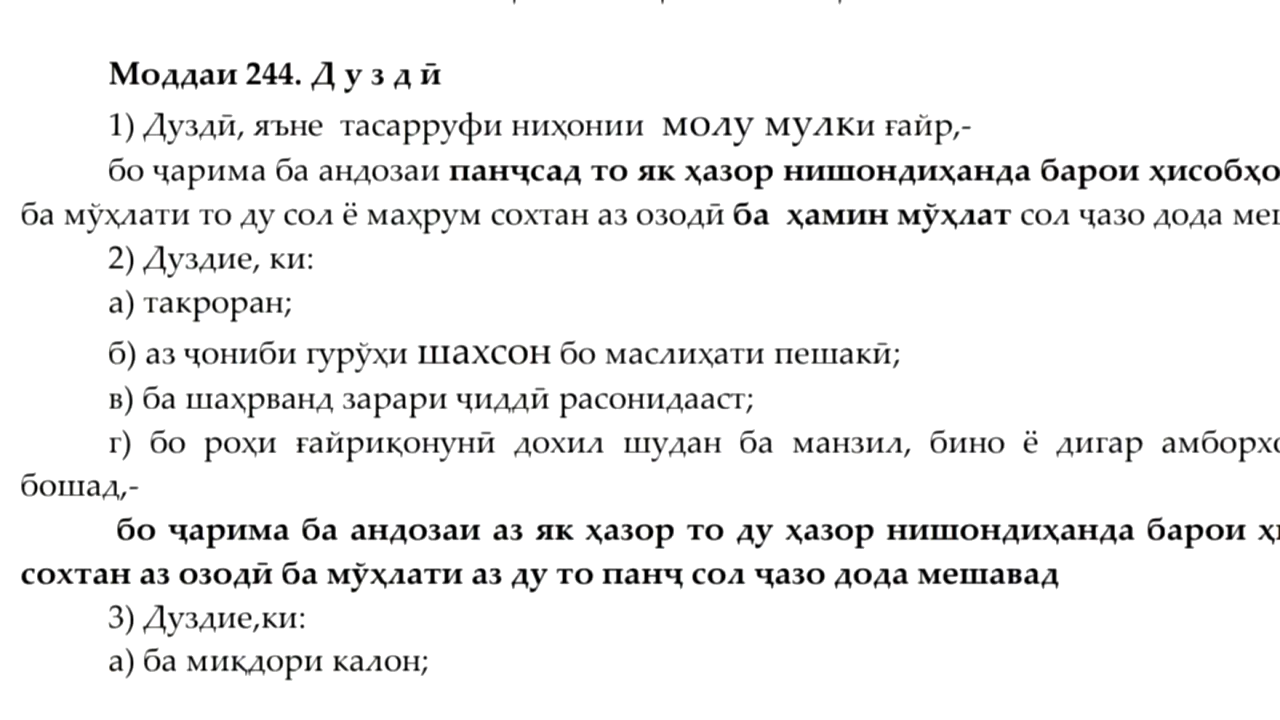 Моддаи 244. Д у з д ӣ
1) Дуздӣ, яъне тасарруфи ниҳонии молу мулки ғайр,-
бо ҷарима ба андозаи панҷсад то як ҳазор нишондиҳанда барои
ба мӯҳлати то ду сол ё маҳрум сохтан аз озодӣ ба ҳамин мӯҳлат сол ҷазо дода
2) Дуздие, ки:
а) такроран;
б) аз ҷониби гурӯҳи шахсон бо маслиҳати пешакӣ;
в) ба шаҳрванд зарари ҷиддӣ расонидааст;
г) бо роҳи ғайриқонунӣ дохил шудан ба манзил, бино ё дигар
бошад,-
бо ҷарима ба андозаи аз як ҳазор то ду ҳазор нишондиҳанда барои
сохтан аз озодӣ ба мӯҳлати аз ду то панҷ сол ҷазо дода мешавад
3) Дуздие,ки:
а) ба миқдори калон;